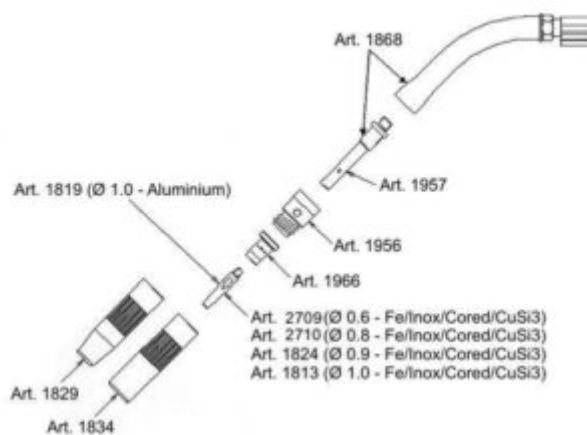 Art. 1868
Art. 1957
Art. 1819 (Ø 1.0 - Aluminium)
Art. 1956
Art. 1966
Art. 2709 (Ø 0.6 - Fe/Inox/Cored/CuSi3)
Art. 2710 (Ø 0.8 - Fe/Inox/Cored/CuSi3)
Art. 1824 (Ø 0.9 - Fe/Inox/Cored/CuSi3)
Art. 1813 (Ø 1.0 - Fe/Inox/Cored/CuSi3)
Art. 1829
Art. 1834